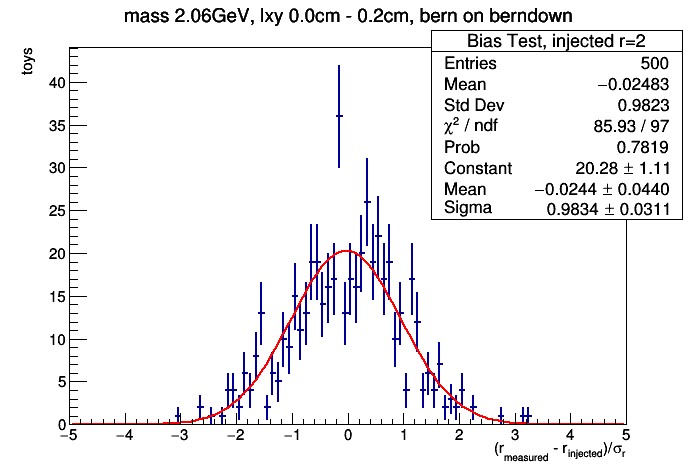 mass 2.06GeV, lxy 0.0cm - 0.2cm, bern on berndown
toys
Bias Test, injected r=2
Entries 500
Mean −0.02483
Std Dev 0.9823
χ² / ndf 85.93 / 97
Prob 0.7819
Constant 20.28 ± 1.11
Mean −0.0244 ± 0.0440
Sigma 0.9834 ± 0.0311
40
35
30
25
20
15
10
5
0
−5 −4 −3 −2 −1 0 1 2 3 4 5
(r_measured - r_injected)/σ_r